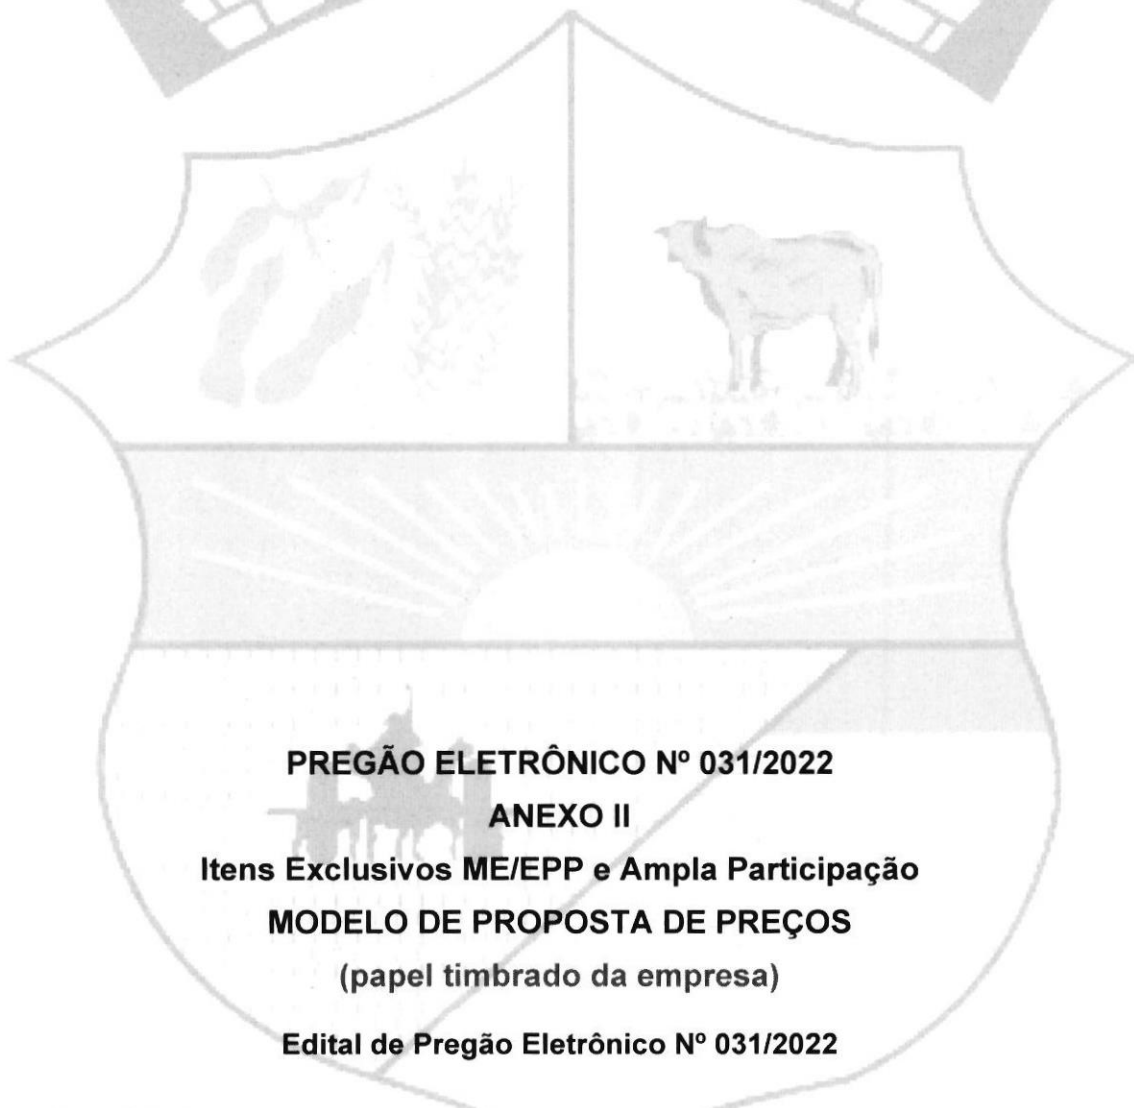 PREGÃO ELETRÔNICO Nº 031/2022
ANEXO II
Itens Exclusivos ME/EPP e Ampla Participação
MODELO DE PROPOSTA DE PREÇOS
(papel timbrado da empresa)
Edital de Pregão Eletrônico Nº 031/2022